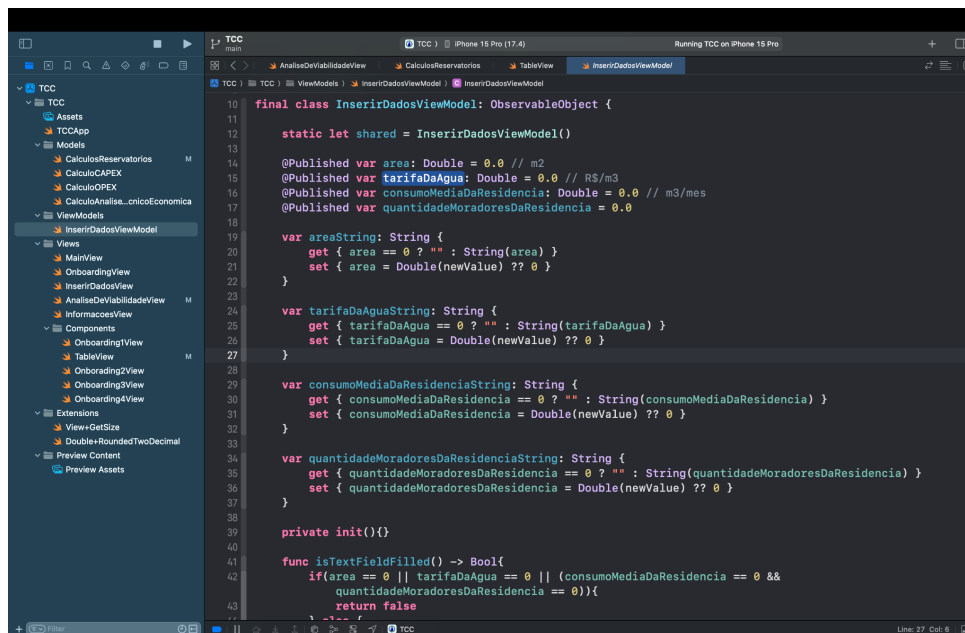 TCC
main
TCC ⟩ iPhone 15 Pro (17.4)
Running TCC on iPhone 15 Pro
AnaliseDeViabilidadeView
CalculosReservatorios
TableView
InserirDadosViewModel
TCC ⟩ TCC ⟩ ViewModels ⟩ InserirDadosViewModel ⟩ C InserirDadosViewModel
TCC
TCC
Assets
TCCApp
Models
CalculosReservatorios M
CalculoCAPEX
CalculoOPEX
CalculoAnalise...cnicoEconomica
ViewModels
InserirDadosViewModel
Views
MainView
OnboardingView
InserirDadosView
AnaliseDeViabilidadeView M
InformacoesView
Components
Onboarding1View
TableView M
Onborading2View
Onboarding3View
Onboarding4View
Extensions
View+GetSize
Double+RoundedTwoDecimal
Preview Content
Preview Assets
Filter
10 final class InserirDadosViewModel: ObservableObject {
11
12 static let shared = InserirDadosViewModel()
13
14 @Published var area: Double = 0.0 // m2
15 @Published var tarifaDaAgua: Double = 0.0 // R$/m3
16 @Published var consumoMediaDaResidencia: Double = 0.0 // m3/mes
17 @Published var quantidadeMoradoresDaResidencia = 0.0
18
19 var areaString: String {
20 get { area == 0 ? "" : String(area) }
21 set { area = Double(newValue) ?? 0 }
22 }
23
24 var tarifaDaAguaString: String {
25 get { tarifaDaAgua == 0 ? "" : String(tarifaDaAgua) }
26 set { tarifaDaAgua = Double(newValue) ?? 0 }
27 }
28
29 var consumoMediaDaResidenciaString: String {
30 get { consumoMediaDaResidencia == 0 ? "" : String(consumoMediaDaResidencia) }
31 set { consumoMediaDaResidencia = Double(newValue) ?? 0 }
32 }
33
34 var quantidadeMoradoresDaResidenciaString: String {
35 get { quantidadeMoradoresDaResidencia == 0 ? "" : String(quantidadeMoradoresDaResidencia) }
36 set { quantidadeMoradoresDaResidencia = Double(newValue) ?? 0 }
37 }
38
39 private init(){}
40
41 func isTextFieldFilled() -> Bool{
42 if(area == 0 || tarifaDaAgua == 0 || (consumoMediaDaResidencia == 0 &&
quantidadeMoradoresDaResidencia == 0)){
43 return false
44 } else {
TCC
Line: 27 Col: 6